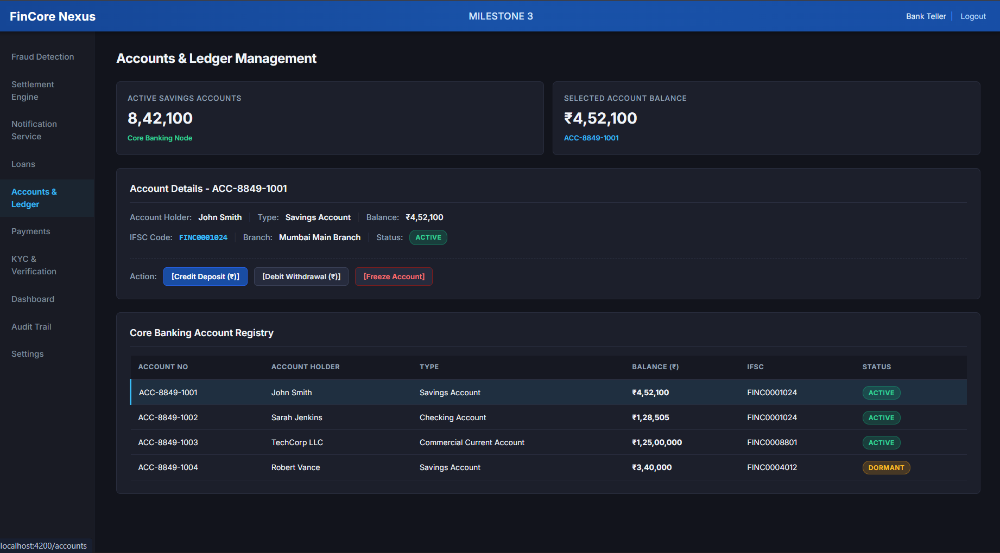 FinCore Nexus
MILESTONE 3
Bank Teller | Logout
Fraud Detection
Settlement
Engine
Notification
Service
Loans
Accounts &
Ledger
Payments
KYC &
Verification
Dashboard
Audit Trail
Settings
Accounts & Ledger Management
ACTIVE SAVINGS ACCOUNTS
8,42,100
Core Banking Node
SELECTED ACCOUNT BALANCE
₹4,52,100
ACC-8849-1001
Account Details - ACC-8849-1001
Account Holder: John Smith | Type: Savings Account | Balance: ₹4,52,100
IFSC Code: FINC0001024 | Branch: Mumbai Main Branch | Status: ACTIVE
Action: [Credit Deposit (₹)] [Debit Withdrawal (₹)] [Freeze Account]
Core Banking Account Registry
ACCOUNT NO ACCOUNT HOLDER TYPE BALANCE (₹) IFSC STATUS
ACC-8849-1001 John Smith Savings Account ₹4,52,100 FINC0001024 ACTIVE
ACC-8849-1002 Sarah Jenkins Checking Account ₹1,28,505 FINC0001024 ACTIVE
ACC-8849-1003 TechCorp LLC Commercial Current Account ₹1,25,00,000 FINC0008801 ACTIVE
ACC-8849-1004 Robert Vance Savings Account ₹3,40,000 FINC0004012 DORMANT
localhost:4200/accounts